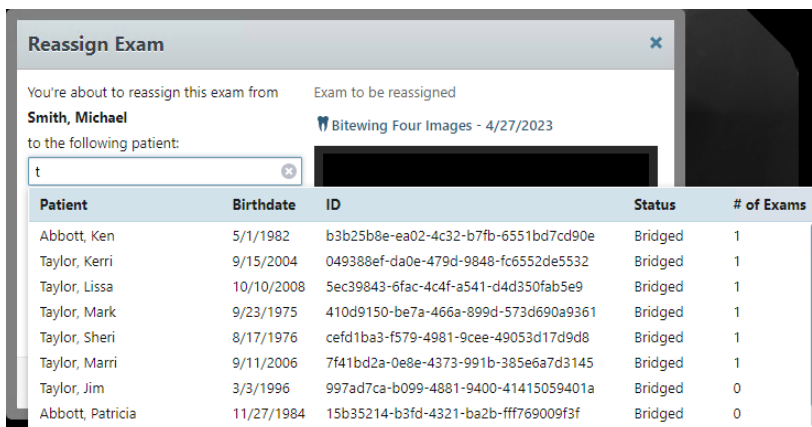 Reassign Exam
You're about to reassign this exam from
Smith, Michael
to the following patient:
t
Exam to be reassigned
Bitewing Four Images - 4/27/2023
Patient Birthdate ID Status # of Exams
Abbott, Ken 5/1/1982 b3b25b8e-ea02-4c32-b7fb-6551bd7cd90e Bridged 1
Taylor, Kerri 9/15/2004 049388ef-da0e-479d-9848-fc6552de5532 Bridged 1
Taylor, Lissa 10/10/2008 5ec39843-6fac-4c4f-a541-d4d350fab5e9 Bridged 1
Taylor, Mark 9/23/1975 410d9150-be7a-466a-899d-573d690a9361 Bridged 1
Taylor, Sheri 8/17/1976 cefd1ba3-f579-4981-9cee-49053d17d9d8 Bridged 1
Taylor, Marri 9/11/2006 7f41bd2a-0e8e-4373-991b-385e6a7d3145 Bridged 1
Taylor, Jim 3/3/1996 997ad7ca-b099-4881-9400-41415059401a Bridged 0
Abbott, Patricia 11/27/1984 15b35214-b3fd-4321-ba2b-fff769009f3f Bridged 0